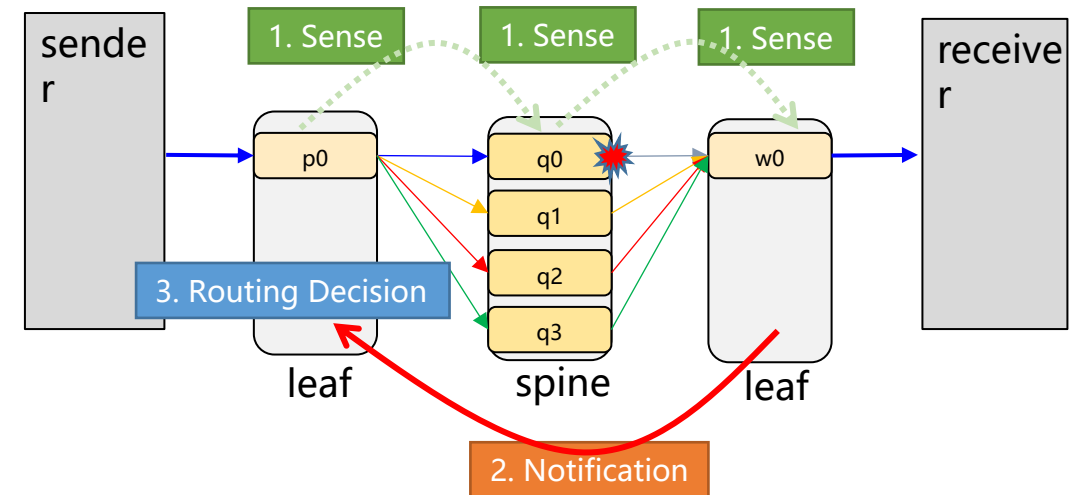 sende
r
1. Sense
1. Sense
1. Sense
receive
r
p0
q0
w0
q1
q2
q3
3. Routing Decision
leaf
spine
leaf
2. Notification